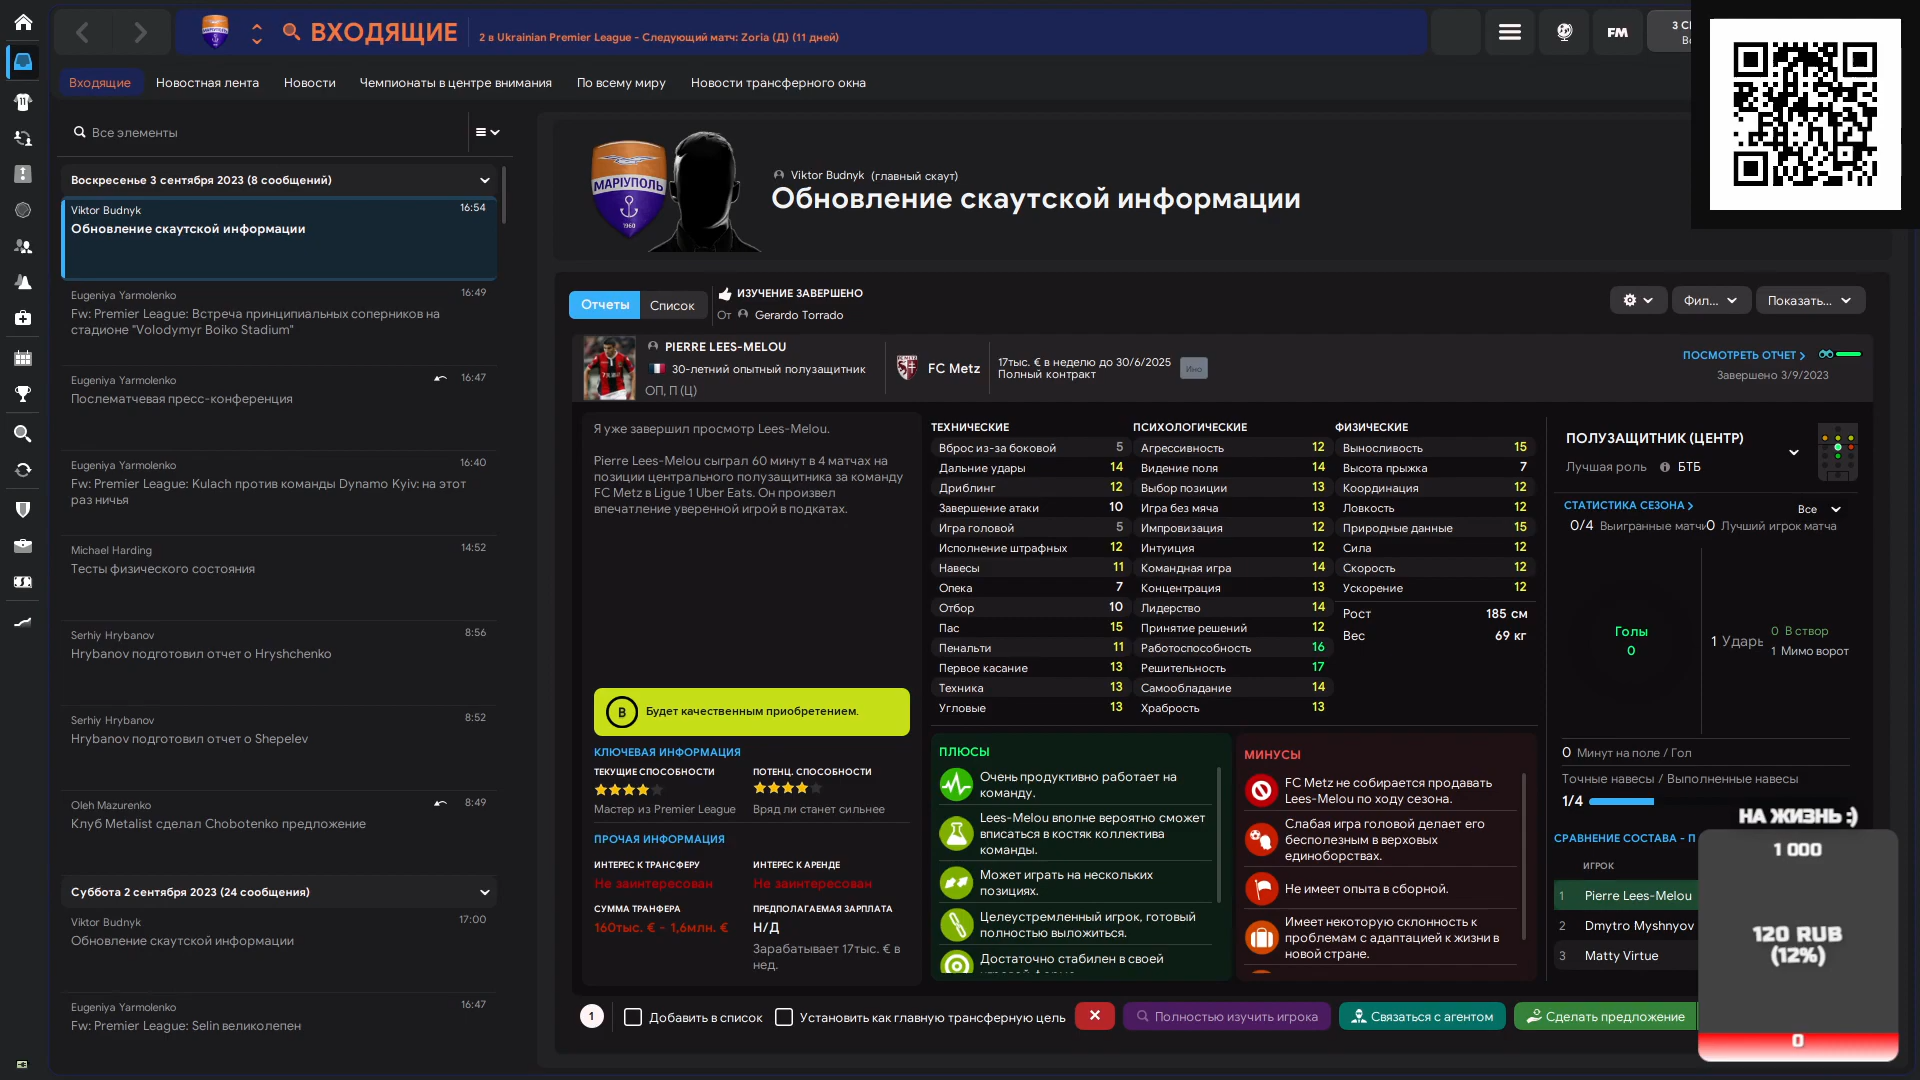 ВХОДЯЩИЕ
2 в Ukrainian Premier League - Следующий матч: Zoria (Д) (11 дней)
FM
Входящие
Новостная лента
Новости
Чемпионаты в центре внимания
По всему миру
Новости трансферного окна
Все элементы
Воскресенье 3 сентября 2023 (8 сообщений)
Viktor Budnyk
16:54
Обновление скаутской информации
Eugeniya Yarmolenko
16:49
Fw: Premier League: Встреча принципиальных соперников на
стадионе "Volodymyr Boiko Stadium"
Eugeniya Yarmolenko
16:47
Послематчевая пресс-конференция
Eugeniya Yarmolenko
16:40
Fw: Premier League: Kulach против команды Dynamo Kyiv: на этот
раз ничья
Michael Harding
14:52
Тесты физического состояния
Serhiy Hrybanov
8:56
Hrybanov подготовил отчет о Hryshchenko
Serhiy Hrybanov
8:52
Hrybanov подготовил отчет о Shepelev
Oleh Mazurenko
8:49
Клуб Metalist сделал Chobotenko предложение
Суббота 2 сентября 2023 (24 сообщения)
Viktor Budnyk
17:00
Обновление скаутской информации
Eugeniya Yarmolenko
16:47
Fw: Premier League: Selin великолепен
МАРІУПОЛЬ
1960
Viktor Budnyk (главный скаут)
Обновление скаутской информации
Отчеты
Список
ИЗУЧЕНИЕ ЗАВЕРШЕНО
От Gerardo Torrado
Фил...
Показать...
PIERRE LEES-MELOU
30-летний опытный полузащитник
ОП, П (Ц)
FC Metz
17тыс. € в неделю до 30/6/2025
Полный контракт
Ино
ПОСМОТРЕТЬ ОТЧЕТ
Завершено 3/9/2023
Я уже завершил просмотр Lees-Melou.
Pierre Lees-Melou сыграл 60 минут в 4 матчах на
позиции центрального полузащитника за команду
FC Metz в Ligue 1 Uber Eats. Он произвел
впечатление уверенной игрой в подкатах.
B
Будет качественным приобретением.
КЛЮЧЕВАЯ ИНФОРМАЦИЯ
ТЕКУЩИЕ СПОСОБНОСТИ
ПОТЕНЦ. СПОСОБНОСТИ
Мастер из Premier League
Вряд ли станет сильнее
ПРОЧАЯ ИНФОРМАЦИЯ
ИНТЕРЕС К ТРАНСФЕРУ
ИНТЕРЕС К АРЕНДЕ
Не заинтересован
Не заинтересован
СУММА ТРАНФЕРА
ПРЕДПОЛАГАЕМАЯ ЗАРПЛАТА
160тыс. € - 1,6млн. €
Н/Д
Зарабатывает 17тыс. € в
нед.
ТЕХНИЧЕСКИЕ
Вброс из-за боковой 5
Дальние удары 14
Дриблинг 12
Завершение атаки 10
Игра головой 5
Исполнение штрафных 12
Навесы 11
Опека 7
Отбор 10
Пас 15
Пенальти 11
Первое касание 13
Техника 13
Угловые 13
ПСИХОЛОГИЧЕСКИЕ
Агрессивность 12
Видение поля 14
Выбор позиции 13
Игра без мяча 13
Импровизация 12
Интуиция 12
Командная игра 14
Концентрация 13
Лидерство 14
Принятие решений 12
Работоспособность 16
Решительность 17
Самообладание 14
Храбрость 13
ФИЗИЧЕСКИЕ
Выносливость 15
Высота прыжка 7
Координация 12
Ловкость 12
Природные данные 15
Сила 12
Скорость 12
Ускорение 12
Рост 185 см
Вес 69 кг
ПЛЮСЫ
Очень продуктивно работает на
команду.
Lees-Melou вполне вероятно сможет
вписаться в костяк коллектива
команды.
Может играть на нескольких
позициях.
Целеустремленный игрок, готовый
полностью выложиться.
Достаточно стабилен в своей
МИНУСЫ
FC Metz не собирается продавать
Lees-Melou по ходу сезона.
Слабая игра головой делает его
бесполезным в верховых
единоборствах.
Не имеет опыта в сборной.
Имеет некоторую склонность к
проблемам с адаптацией к жизни в
новой стране.
ПОЛУЗАЩИТНИК (ЦЕНТР)
Лучшая роль БТБ
СТАТИСТИКА СЕЗОНА
Все
0/4 Выигранные матчи
0 Лучший игрок матча
Голы
0
1 Ударь
0 В створ
1 Мимо ворот
0 Минут на поле / Гол
Точные навесы / Выполненные навесы
1/4
СРАВНЕНИЕ СОСТАВА - П
ИГРОК
1 Pierre Lees-Melou
2 Dmytro Myshnyov
3 Matty Virtue
НА ЖИЗНЬ :)
1 000
120 RUB
(12%)
0
1
Добавить в список
Установить как главную трансферную цель
Полностью изучить игрока
Связаться с агентом
Сделать предложение